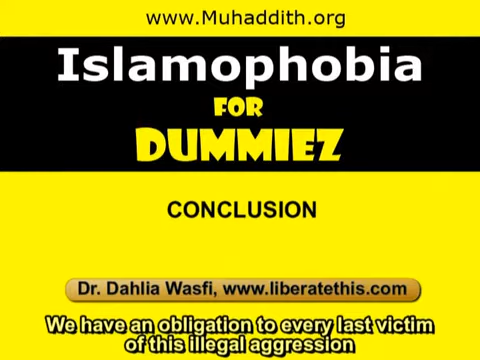 www.Muhaddith.org
Islamophobia
FOR
DUMMIEZ
CONCLUSION
Dr. Dahlia Wasfi, www.liberatethis.com
We have an obligation to every last victim
of this illegal aggression